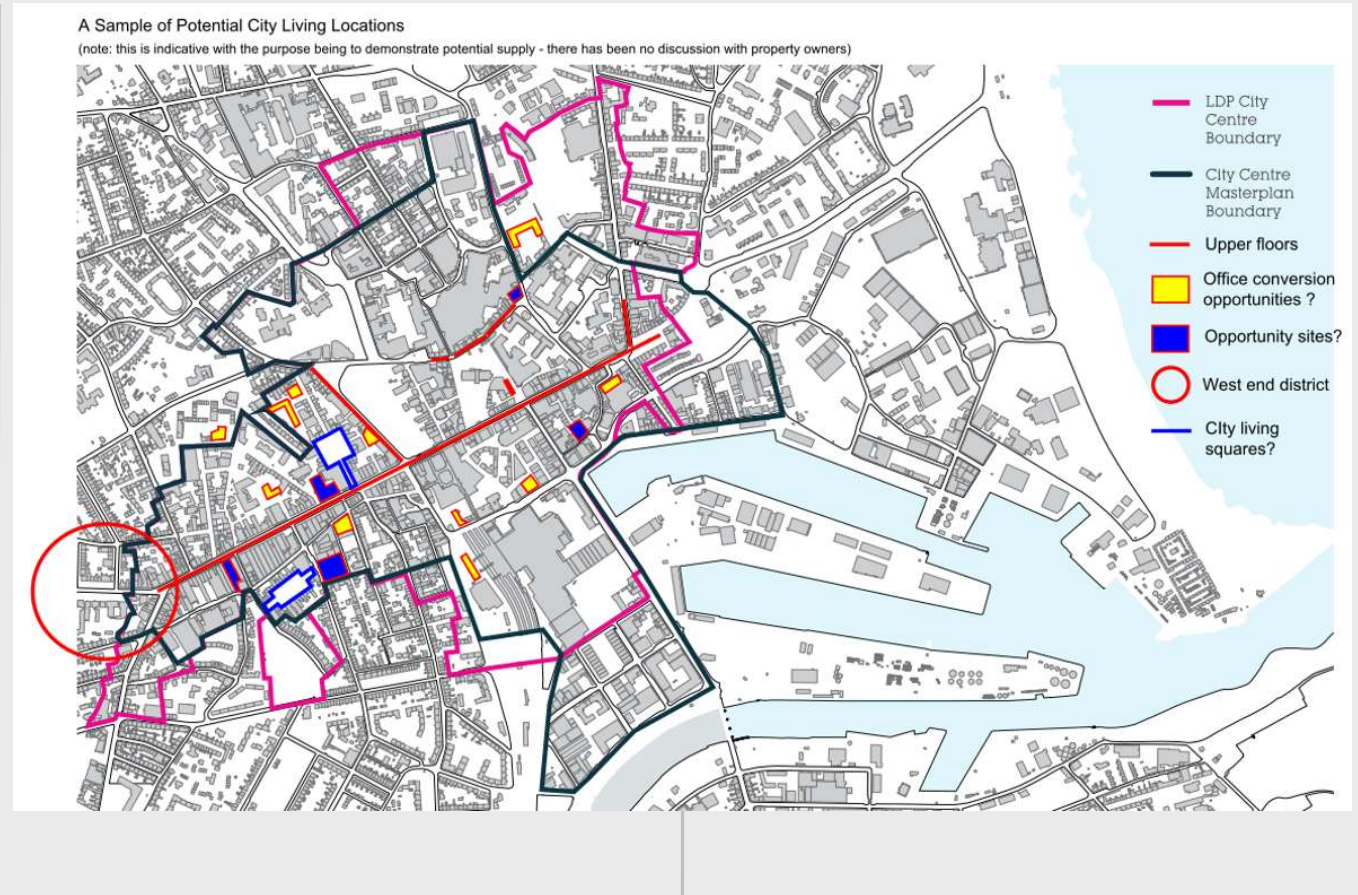 A Sample of Potential City Living Locations
(note: this is indicative with the purpose being to demonstrate potential supply - there has been no discussion with property owners)
LDP City
Centre
Boundary
City Centre
Masterplan
Boundary
Upper floors
Office conversion
opportunities ?
Opportunity sites?
West end district
CIty living
squares?